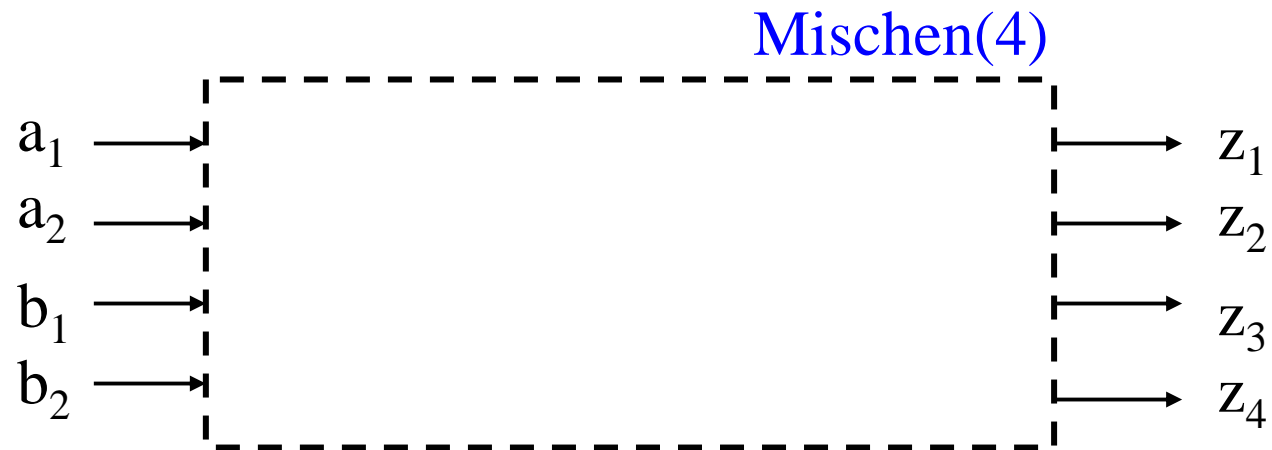 Mischen(4)
a₁
z₁
a₂
z₂
b₁
z₃
b₂
z₄